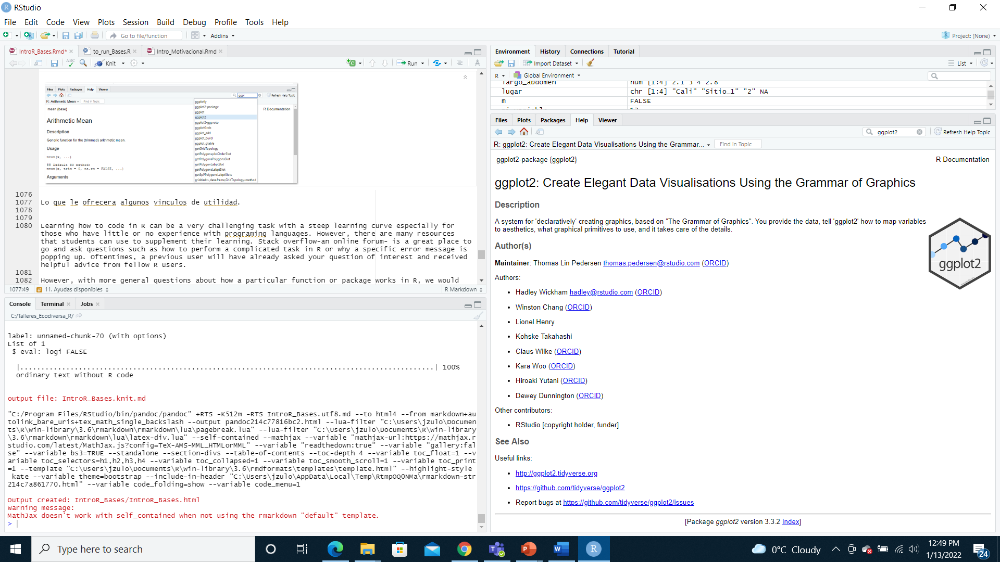 RStudio
File Edit Code View Plots Session Build Debug Profile Tools Help
Go to file/function Addins Project: (None)
IntroR_Bases.Rmd* to_run_Bases.R Intro_Motivacional.Rmd
ABC Knit Run
Files Plots Packages Help Viewer
ggpl Refresh Help Topic
R: Arithmetic Mean Find in Topic
mean {base} R Documentation
Arithmetic Mean
Description
Generic function for the (trimmed) arithmetic mean.
Usage
mean(x, ...)
## Default S3 method:
mean(x, trim = 0, na.rm = FALSE, ...)
Arguments
ggplotly
ggplot2-package
ggplot
ggplot2
ggplot2-ggproto
ggplotGrob
ggplot_add
ggplot_build
ggplot_gtable
getGridTopology
getPolygonsplotOrderSlot
getPolygonsPolygonsSlot
getPolygonLabptSlot
getPolygonsLabptSlot
getSpPPolygonsLabptSlots
gridded<-,data.frame,GridTopology-method
1076
1077 Lo que le ofrecera algunos vinculos de utilidad.
1078
1079
1080 Learning how to code in R can be a very challenging task with a steep learning curve especially for
those who have little or no experience with programing languages. However, there are many resources
that students can use to supplement their learning. Stack overflow-an online forum- is a great place to
go and ask questions such as how to perform a complicated task in R or why a specific error message is
popping up. Oftentimes, a previous user will have already asked your question of interest and received
helpful advice from fellow R users.
1081
1082 However, with more general questions about how a particular function or package works in R, we would
1077:49 # 11. Ayudas disponibles R Markdown
Console Terminal Jobs
C:/Talleres_Ecodiversa_R/
label: unnamed-chunk-70 (with options)
List of 1
$ eval: logi FALSE
|..................................................................................................| 100%
ordinary text without R code
output file: IntroR_Bases.knit.md
"C:/Program Files/RStudio/bin/pandoc/pandoc" +RTS -K512m -RTS IntroR_Bases.utf8.md --to html4 --from markdown+au
tolink_bare_uris+tex_math_single_backslash --output pandoc214c77816bc2.html --lua-filter "C:\Users\jzulo\Documen
ts\R\win-library\3.6\rmarkdown\rmarkdown\lua\pagebreak.lua" --lua-filter "C:\Users\jzulo\Documents\R\win-library
\3.6\rmarkdown\rmarkdown\lua\latex-div.lua" --self-contained --mathjax --variable "mathjax-url:https://mathjax.r
studio.com/latest/MathJax.js?config=TeX-AMS-MML_HTMLorMML" --variable "readthedown:true" --variable "gallery:fal
se" --variable bs3=TRUE --standalone --section-divs --table-of-contents --toc-depth 4 --variable toc_float=1 --v
ariable toc_selectors=h1,h2,h3,h4 --variable toc_collapsed=1 --variable toc_smooth_scroll=1 --variable toc_print
=1 --template "C:\Users\jzulo\Documents\R\win-library\3.6\rmdformats\templates\template.html" --highlight-style
kate --variable theme=bootstrap --include-in-header "C:\Users\jzulo\AppData\Local\Temp\RtmpOQONMa\rmarkdown-str
214c7a861770.html" --variable code_folding=show --variable code_menu=1
Output created: IntroR_Bases/IntroR_Bases.html
Warning message:
MathJax doesn't work with self_contained when not using the rmarkdown "default" template.
>
Environment History Connections Tutorial
Import Dataset List
R Global Environment
largo_abdomen num [1:4] 2.1 3 4 2.8
lugar chr [1:4] "Cali" "Sitio_1" "2" NA
m FALSE
mi_variable 12
Files Plots Packages Help Viewer
ggplot2 Refresh Help Topic
R: ggplot2: Create Elegant Data Visualisations Using the Grammar... Find in Topic
ggplot2-package {ggplot2} R Documentation
ggplot2: Create Elegant Data Visualisations Using the Grammar of Graphics
Description
A system for 'declaratively' creating graphics, based on "The Grammar of Graphics". You provide the data, tell 'ggplot2' how to map variables
to aesthetics, what graphical primitives to use, and it takes care of the details.
ggplot2
Author(s)
Maintainer: Thomas Lin Pedersen thomas.pedersen@rstudio.com (ORCID)
Authors:
• Hadley Wickham hadley@rstudio.com (ORCID)
• Winston Chang (ORCID)
• Lionel Henry
• Kohske Takahashi
• Claus Wilke (ORCID)
• Kara Woo (ORCID)
• Hiroaki Yutani (ORCID)
• Dewey Dunnington (ORCID)
Other contributors:
• RStudio [copyright holder, funder]
See Also
Useful links:
• http://ggplot2.tidyverse.org
• https://github.com/tidyverse/ggplot2
• Report bugs at https://github.com/tidyverse/ggplot2/issues
[Package ggplot2 version 3.3.2 Index]
Type here to search
0°C Cloudy
12:49 PM
1/13/2022
24